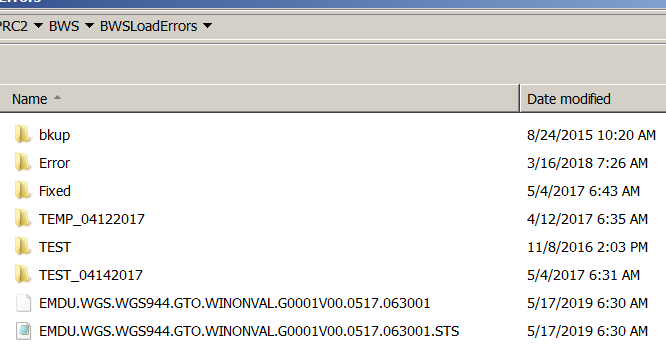 PRC2 BWS BWSLoadErrors
Name Date modified
bkup 8/24/2015 10:20 AM
Error 3/16/2018 7:26 AM
Fixed 5/4/2017 6:43 AM
TEMP_04122017 4/12/2017 6:35 AM
TEST 11/8/2016 2:03 PM
TEST_04142017 5/4/2017 6:31 AM
EMDU.WGS.WGS944.GTO.WINONVAL.G0001V00.0517.063001 5/17/2019 6:30 AM
EMDU.WGS.WGS944.GTO.WINONVAL.G0001V00.0517.063001.STS 5/17/2019 6:30 AM